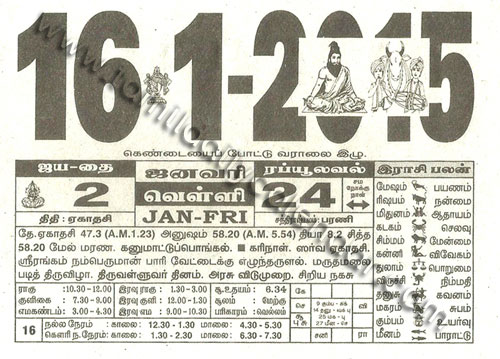 16-1-2015
கெண்டையைப் போட்டு வராலை இழு.
ஜய-தை
2
திதி : ஏகாதசி
ஜனவரி
வெள்ளி
JAN-FRI
ரப்யூலவல்
24
சம நோக்கு நாள்
சந்திராஷ்டமம் : பரணி
தே. ஏகாதசி 47.3 (A.M.1.23) அனுஷம் 58.20 (A.M. 5.54) தியா 8.2 சித்த
58.20 மேல் மரண. கனுமாட்டுப்பொங்கல். ■ கரிநாள். ஸர்வ ஏகாதசி.
ஸ்ரீரங்கம் நம்பெருமாள் பாரி வேட்டைக்கு எழுந்தருளல். மருதமலை
படித் திருவிழா. திருவள்ளுவர் தினம். அரசு விடுமுறை. சிறிய நகசு
ராகு :10.30 -12.00 இரவு ராகு . 1.30 - 3.00 சூ.உதயம் : 6.34
குளிகை : 7.30 - 9.00 இரவு குளி 12.00 - 1.30 சூலம் : மேற்கு
எமகண்டம்: 3.00 - 4.30 இரவு எம 9.00 - 10.30 பரிகாரம் : வெல்லம்
16 நல்ல நேரம் : காலை: 12.30 - 1.30 மாலை: 4.30 - 5.30
கௌரி ந.நேரம்: காலை: 1.30 - 2.30 மாலை: 6.30 - 7.30
கே
வி
சனி
ரா
இராசி பலன்
மேஷம் பயணம்
ரிஷபம் நன்மை
மிதுனம் ஆதாயம்
கடகம் செலவு
சிம்மம் வேலை
கன்னி விவேகம்
துலாம் பொறுமை
விருச் நிம்மதி
தனுசு கவனம்
மகரம் சுபம்
கும்பம் உயர்வு
மீனம் பாராட்டு
www.tamildailycalendar.com